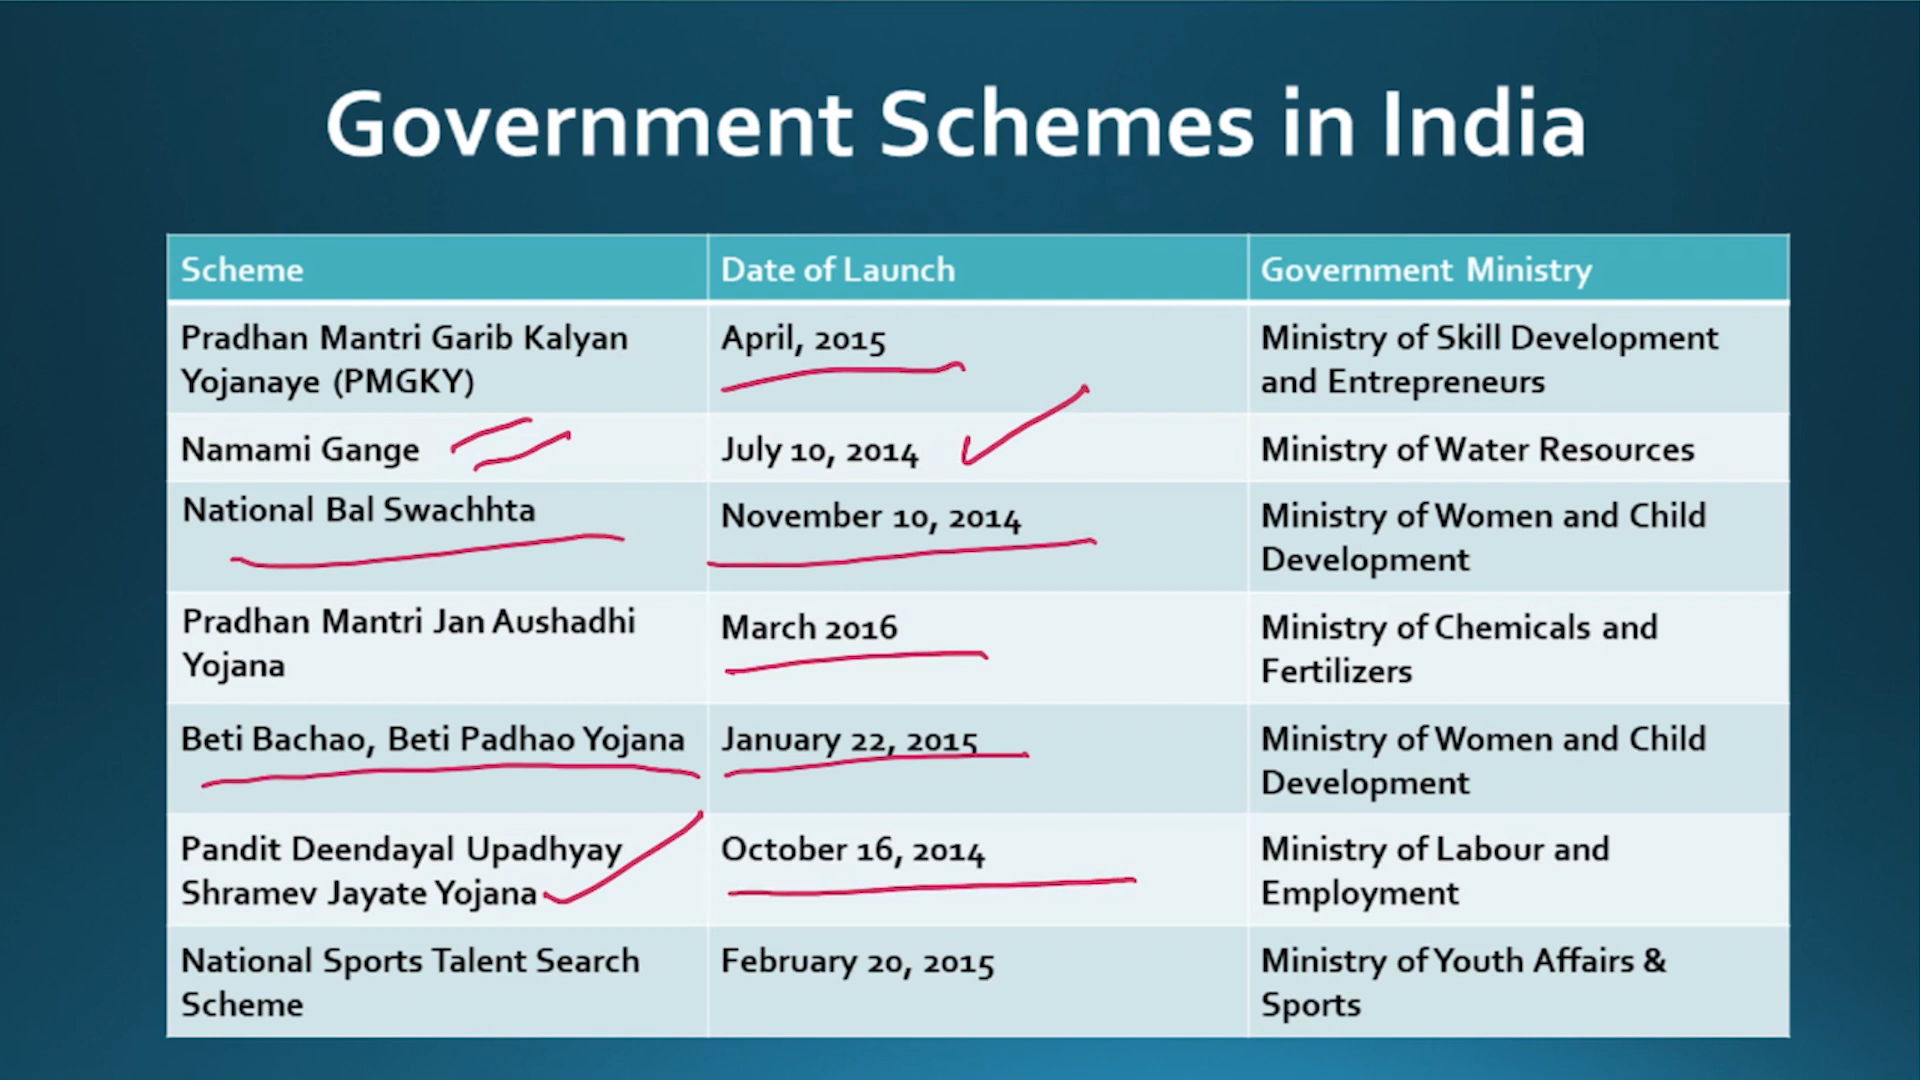 Government Schemes in India
Scheme
Date of Launch
Government Ministry
Pradhan Mantri Garib Kalyan
Yojanaye (PMGKY)
April, 2015
Ministry of Skill Development
and Entrepreneurs
Namami Gange
July 10, 2014
Ministry of Water Resources
National Bal Swachhta
November 10, 2014
Ministry of Women and Child
Development
Pradhan Mantri Jan Aushadhi
Yojana
March 2016
Ministry of Chemicals and
Fertilizers
Beti Bachao, Beti Padhao Yojana
January 22, 2015
Ministry of Women and Child
Development
Pandit Deendayal Upadhyay
Shramev Jayate Yojana
October 16, 2014
Ministry of Labour and
Employment
National Sports Talent Search
Scheme
February 20, 2015
Ministry of Youth Affairs &
Sports